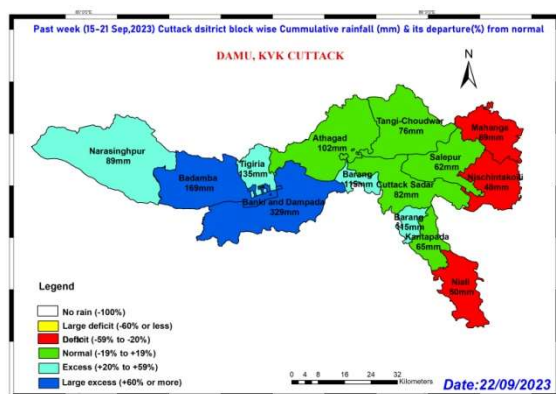 Past week (15-21 Sep,2023) Cuttack dsitrict block wise Cummulative rainfall (mm) & its departure(%) from normal
DAMU, KVK CUTTACK
N
Narasinghpur
89mm
Badamba
169mm
Tigiria
135mm
Banki and Dampada
329mm
Athagad
102mm
Tangi-Choudwar
76mm
Mahanga
Salepur
62mm
Nischintakoili
Barang
115mm
Cuttack Sadar
82mm
Barang
115mm
Kantapada
65mm
Niali
Legend
No rain (-100%)
Large deficit (-60% or less)
Deficit (-59% to -20%)
Normal (-19% to +19%)
Excess (+20% to +59%)
Large excess (+60% or more)
0 4 8 16 24 32
Kilometers
Date:22/09/2023